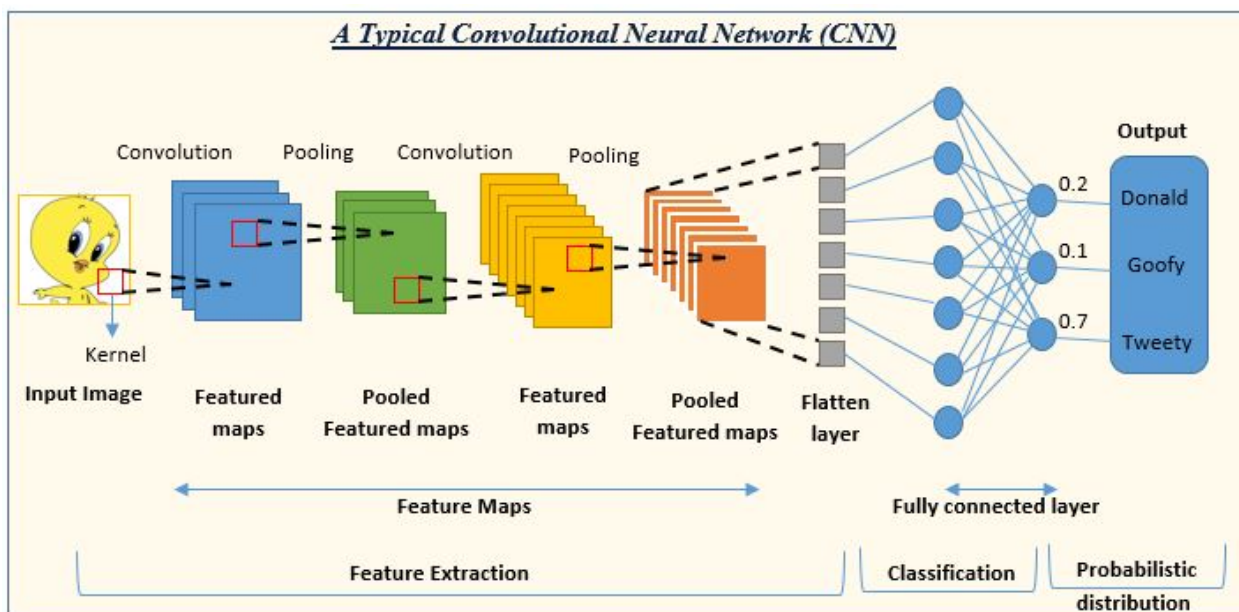 A Typical Convolutional Neural Network (CNN)
Convolution
Pooling
Convolution
Pooling
Output
0.2
Donald
0.1
Goofy
0.7
Tweety
Kernel
Input Image
Featured
maps
Pooled
Featured maps
Featured
maps
Pooled
Featured maps
Flatten
layer
Feature Maps
Fully connected layer
Feature Extraction
Classification
Probabilistic
distribution